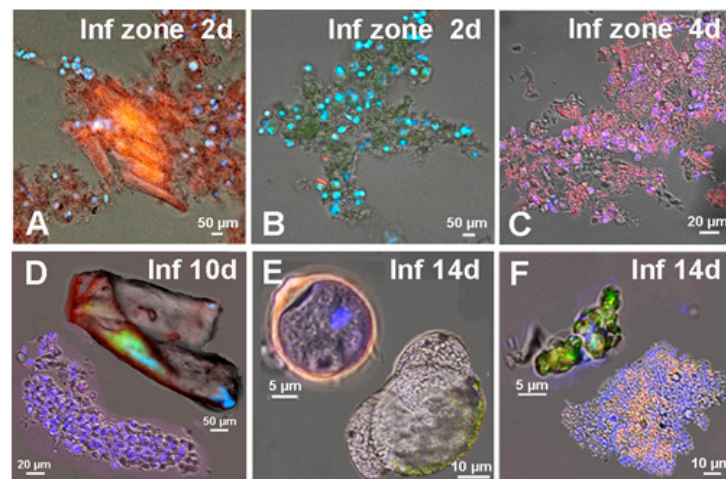 Inf zone 2d
A
50 µm
Inf zone 2d
B
50 µm
Inf zone 4d
C
20 µm
D
Inf 10d
50 µm
20 µm
E
Inf 14d
5 µm
10 µm
F
Inf 14d
5 µm
10 µm